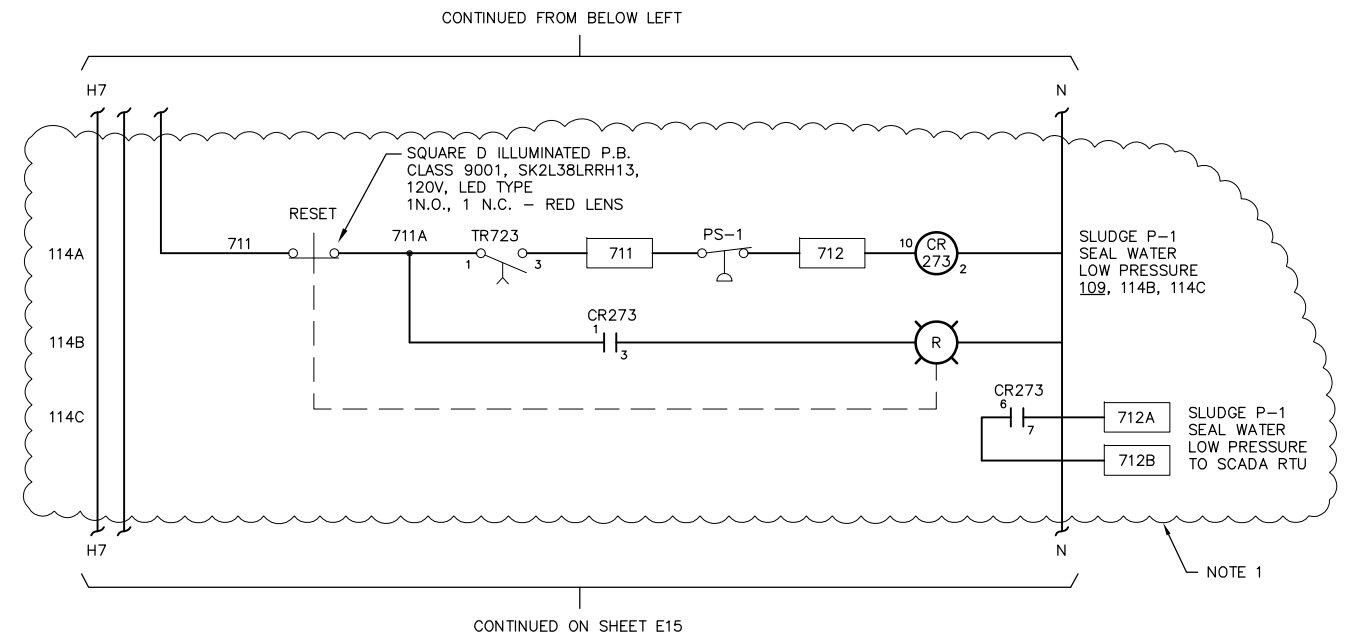 CONTINUED FROM BELOW LEFT
H7
N
SQUARE D ILLUMINATED P.B.
CLASS 9001, SK2L38LRRH13,
120V, LED TYPE
1N.O., 1 N.C. – RED LENS
RESET
114A
711
711A
TR723
1
3
711
PS-1
712
10
CR
273
2
SLUDGE P-1
SEAL WATER
LOW PRESSURE
109, 114B, 114C
114B
CR273
1
3
R
114C
CR273
6
7
712A
712B
SLUDGE P-1
SEAL WATER
LOW PRESSURE
TO SCADA RTU
H7
N
NOTE 1
CONTINUED ON SHEET E15